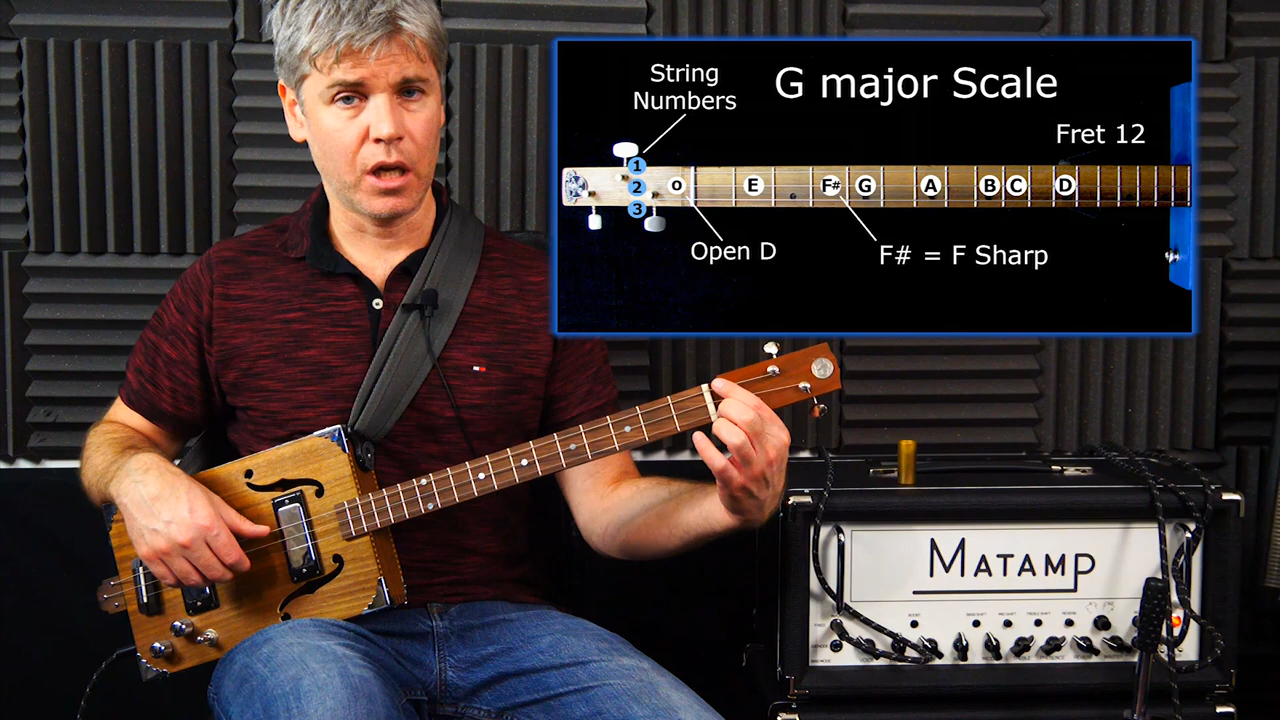 String
Numbers
G major Scale
Fret 12
1
2
3
o
E
F#
G
A
B
C
D
Open D
F# = F Sharp
MATAMP